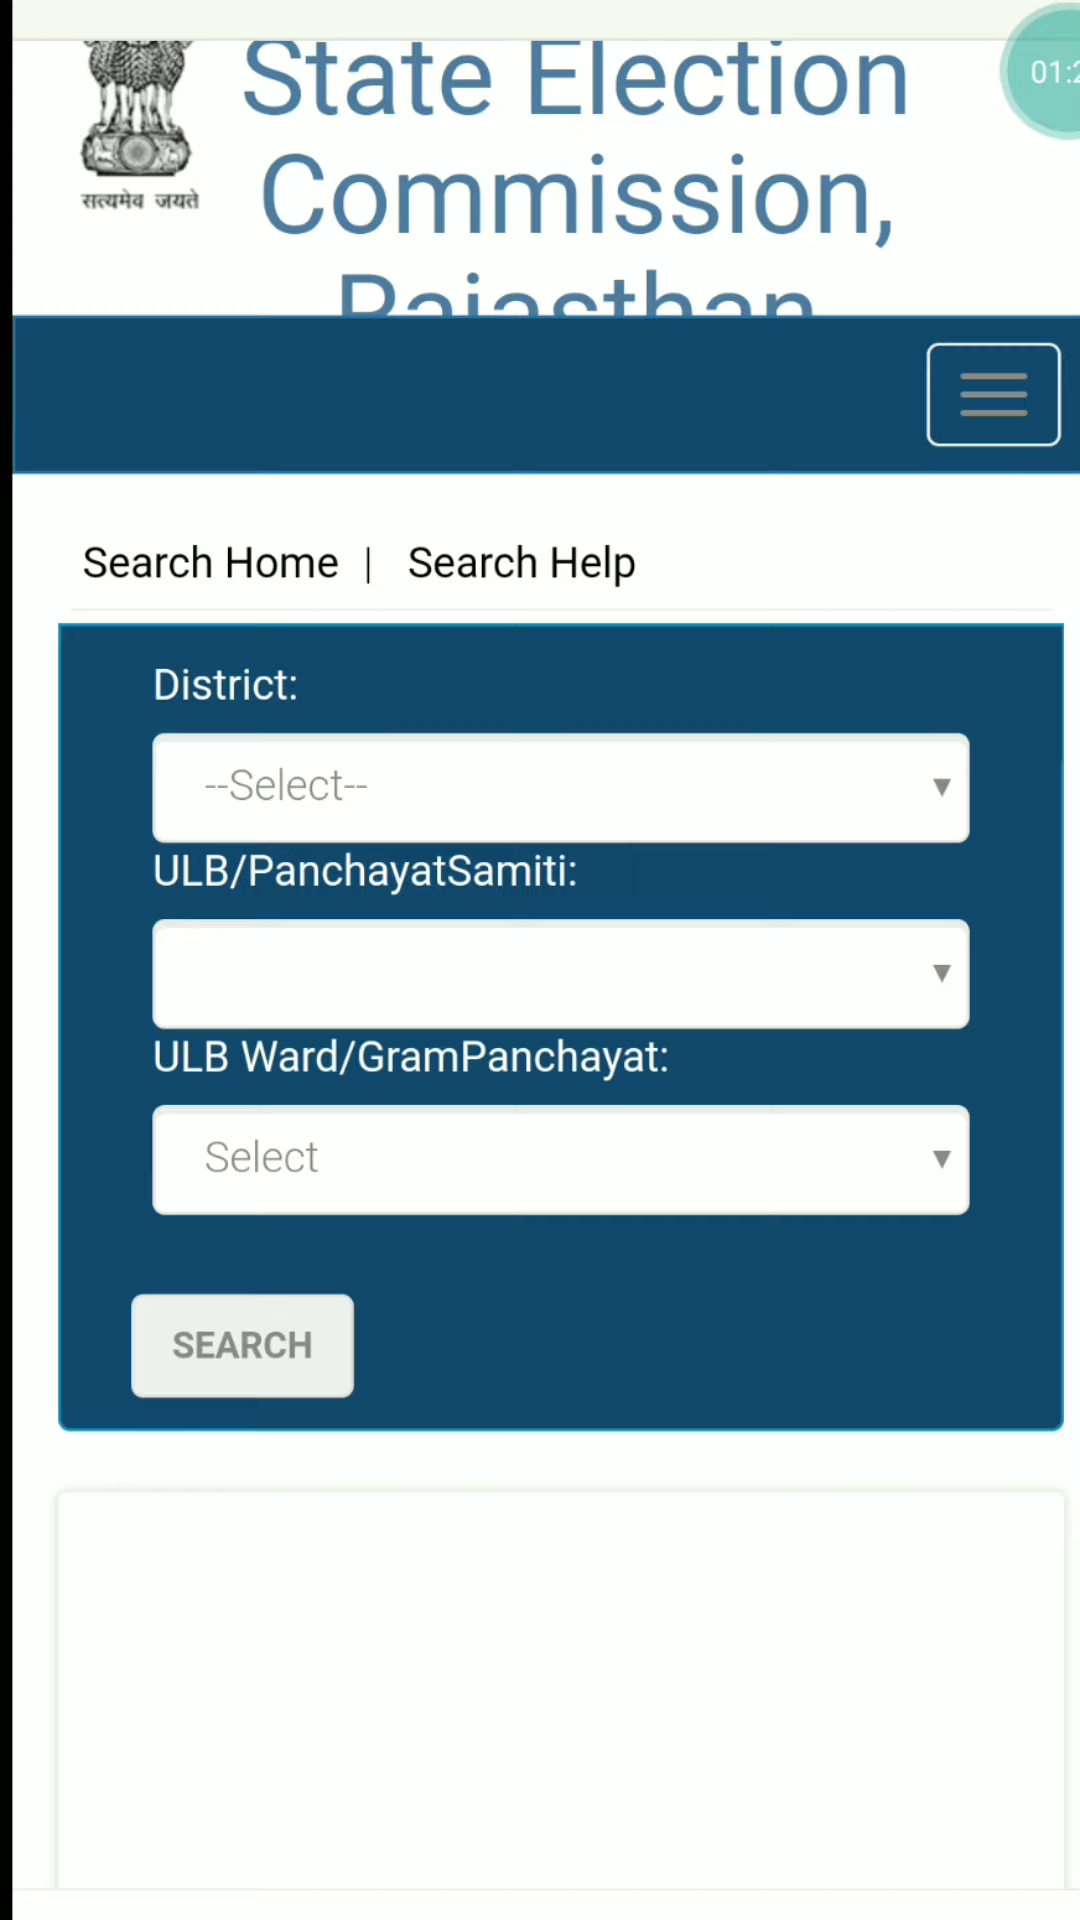 State Election
Commission,
Rajasthan
सत्यमेव जयते
Search Home | Search Help
District:
--Select--
ULB/PanchayatSamiti:
ULB Ward/GramPanchayat:
Select
SEARCH